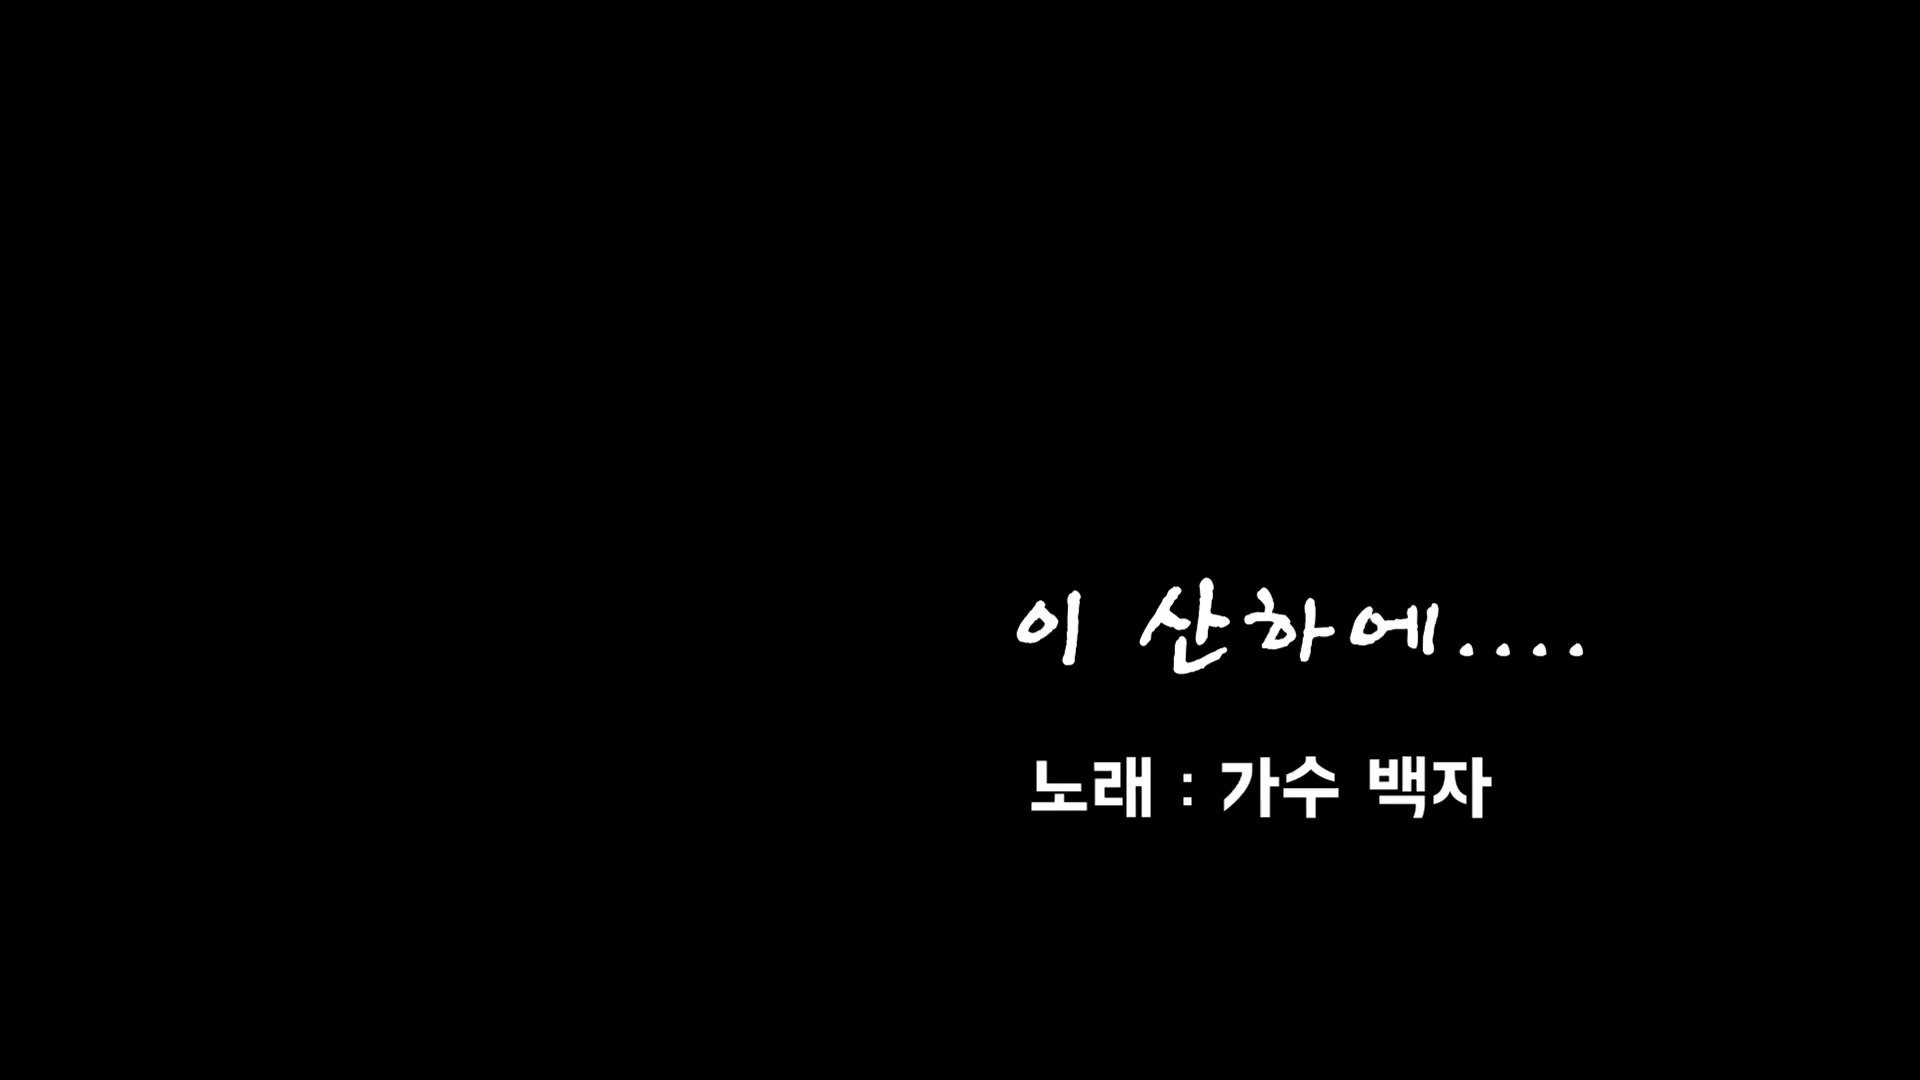 이 산하에....
노래 : 가수 백자